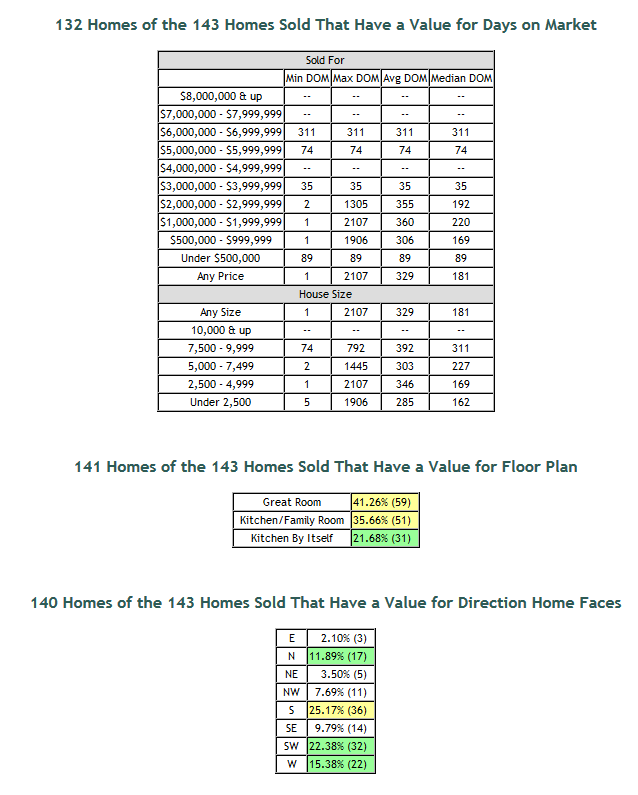 132 Homes of the 143 Homes Sold That Have a Value for Days on Market
Sold For
Min DOM Max DOM Avg DOM Median DOM
$8,000,000 & up -- -- -- --
$7,000,000 - $7,999,999 -- -- -- --
$6,000,000 - $6,999,999 311 311 311 311
$5,000,000 - $5,999,999 74 74 74 74
$4,000,000 - $4,999,999 -- -- -- --
$3,000,000 - $3,999,999 35 35 35 35
$2,000,000 - $2,999,999 2 1305 355 192
$1,000,000 - $1,999,999 1 2107 360 220
$500,000 - $999,999 1 1906 306 169
Under $500,000 89 89 89 89
Any Price 1 2107 329 181
House Size
Any Size 1 2107 329 181
10,000 & up -- -- -- --
7,500 - 9,999 74 792 392 311
5,000 - 7,499 2 1445 303 227
2,500 - 4,999 1 2107 346 169
Under 2,500 5 1906 285 162
141 Homes of the 143 Homes Sold That Have a Value for Floor Plan
Great Room 41.26% (59)
Kitchen/Family Room 35.66% (51)
Kitchen By Itself 21.68% (31)
140 Homes of the 143 Homes Sold That Have a Value for Direction Home Faces
E 2.10% (3)
N 11.89% (17)
NE 3.50% (5)
NW 7.69% (11)
S 25.17% (36)
SE 9.79% (14)
SW 22.38% (32)
W 15.38% (22)